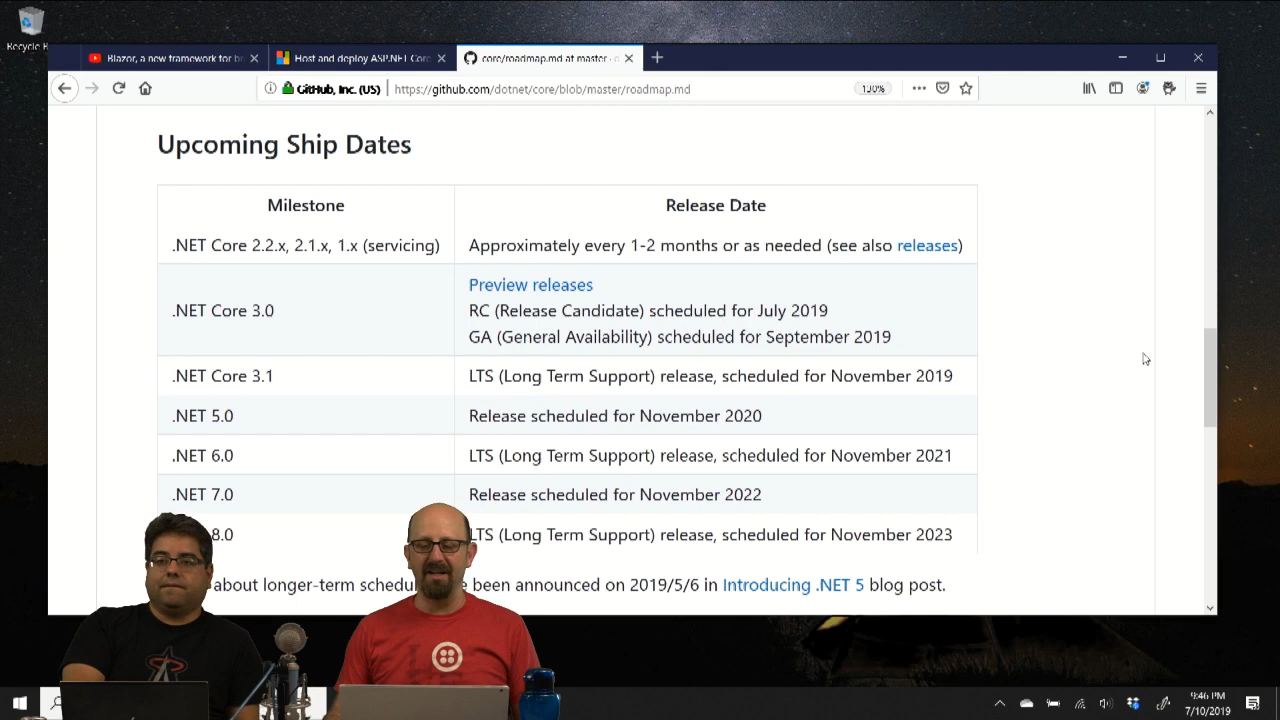 Recycle B
Blazor, a new framework for br
Host and deploy ASP.NET Core
core/roadmap.md at master ·
GitHub, Inc. (US)
https://github.com/dotnet/core/blob/master/roadmap.md
130%
Upcoming Ship Dates
Milestone Release Date
.NET Core 2.2.x, 2.1.x, 1.x (servicing) Approximately every 1-2 months or as needed (see also releases)
.NET Core 3.0
Preview releases
RC (Release Candidate) scheduled for July 2019
GA (General Availability) scheduled for September 2019
.NET Core 3.1 LTS (Long Term Support) release, scheduled for November 2019
.NET 5.0 Release scheduled for November 2020
.NET 6.0 LTS (Long Term Support) release, scheduled for November 2021
.NET 7.0 Release scheduled for November 2022
8.0 LTS (Long Term Support) release, scheduled for November 2023
about longer-term schedu e been announced on 2019/5/6 in Introducing .NET 5 blog post.
9:46 PM
7/10/2019